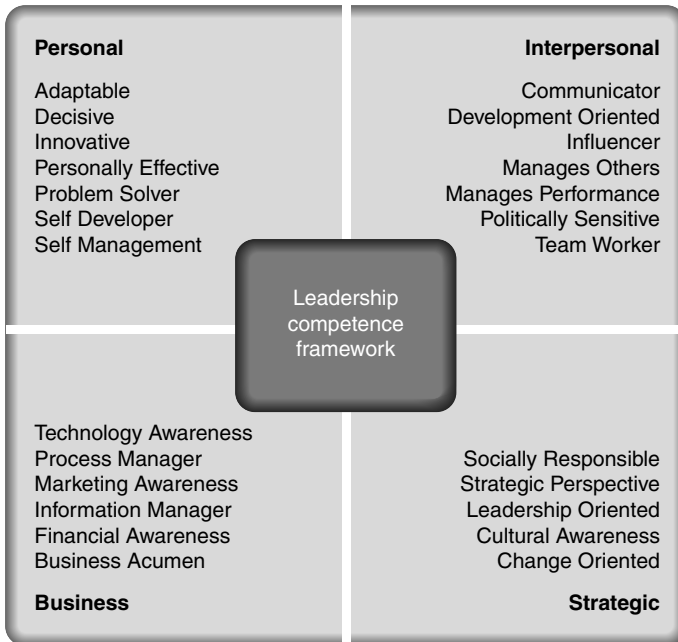 Personal
Adaptable
Decisive
Innovative
Personally Effective
Problem Solver
Self Developer
Self Management
Interpersonal
Communicator
Development Oriented
Influencer
Manages Others
Manages Performance
Politically Sensitive
Team Worker
Leadership
competence
framework
Technology Awareness
Process Manager
Marketing Awareness
Information Manager
Financial Awareness
Business Acumen
Business
Socially Responsible
Strategic Perspective
Leadership Oriented
Cultural Awareness
Change Oriented
Strategic